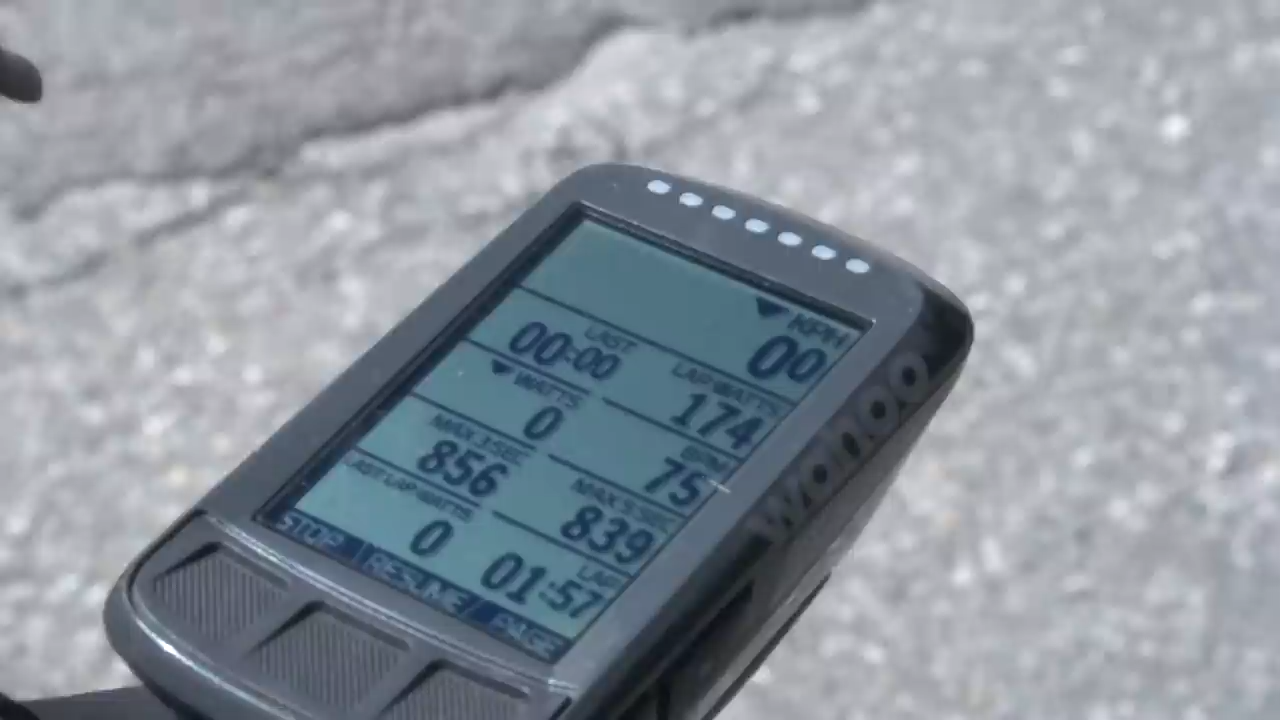 KPH
00
LAST
00:00
LAP WATTS
174
WATTS
0
BPM
75
MAX 3 SEC
856
MAX 5 SEC
839
LAST LAP WATTS
0
LAP
01:57
STOP RESUME PAGE
wahoo